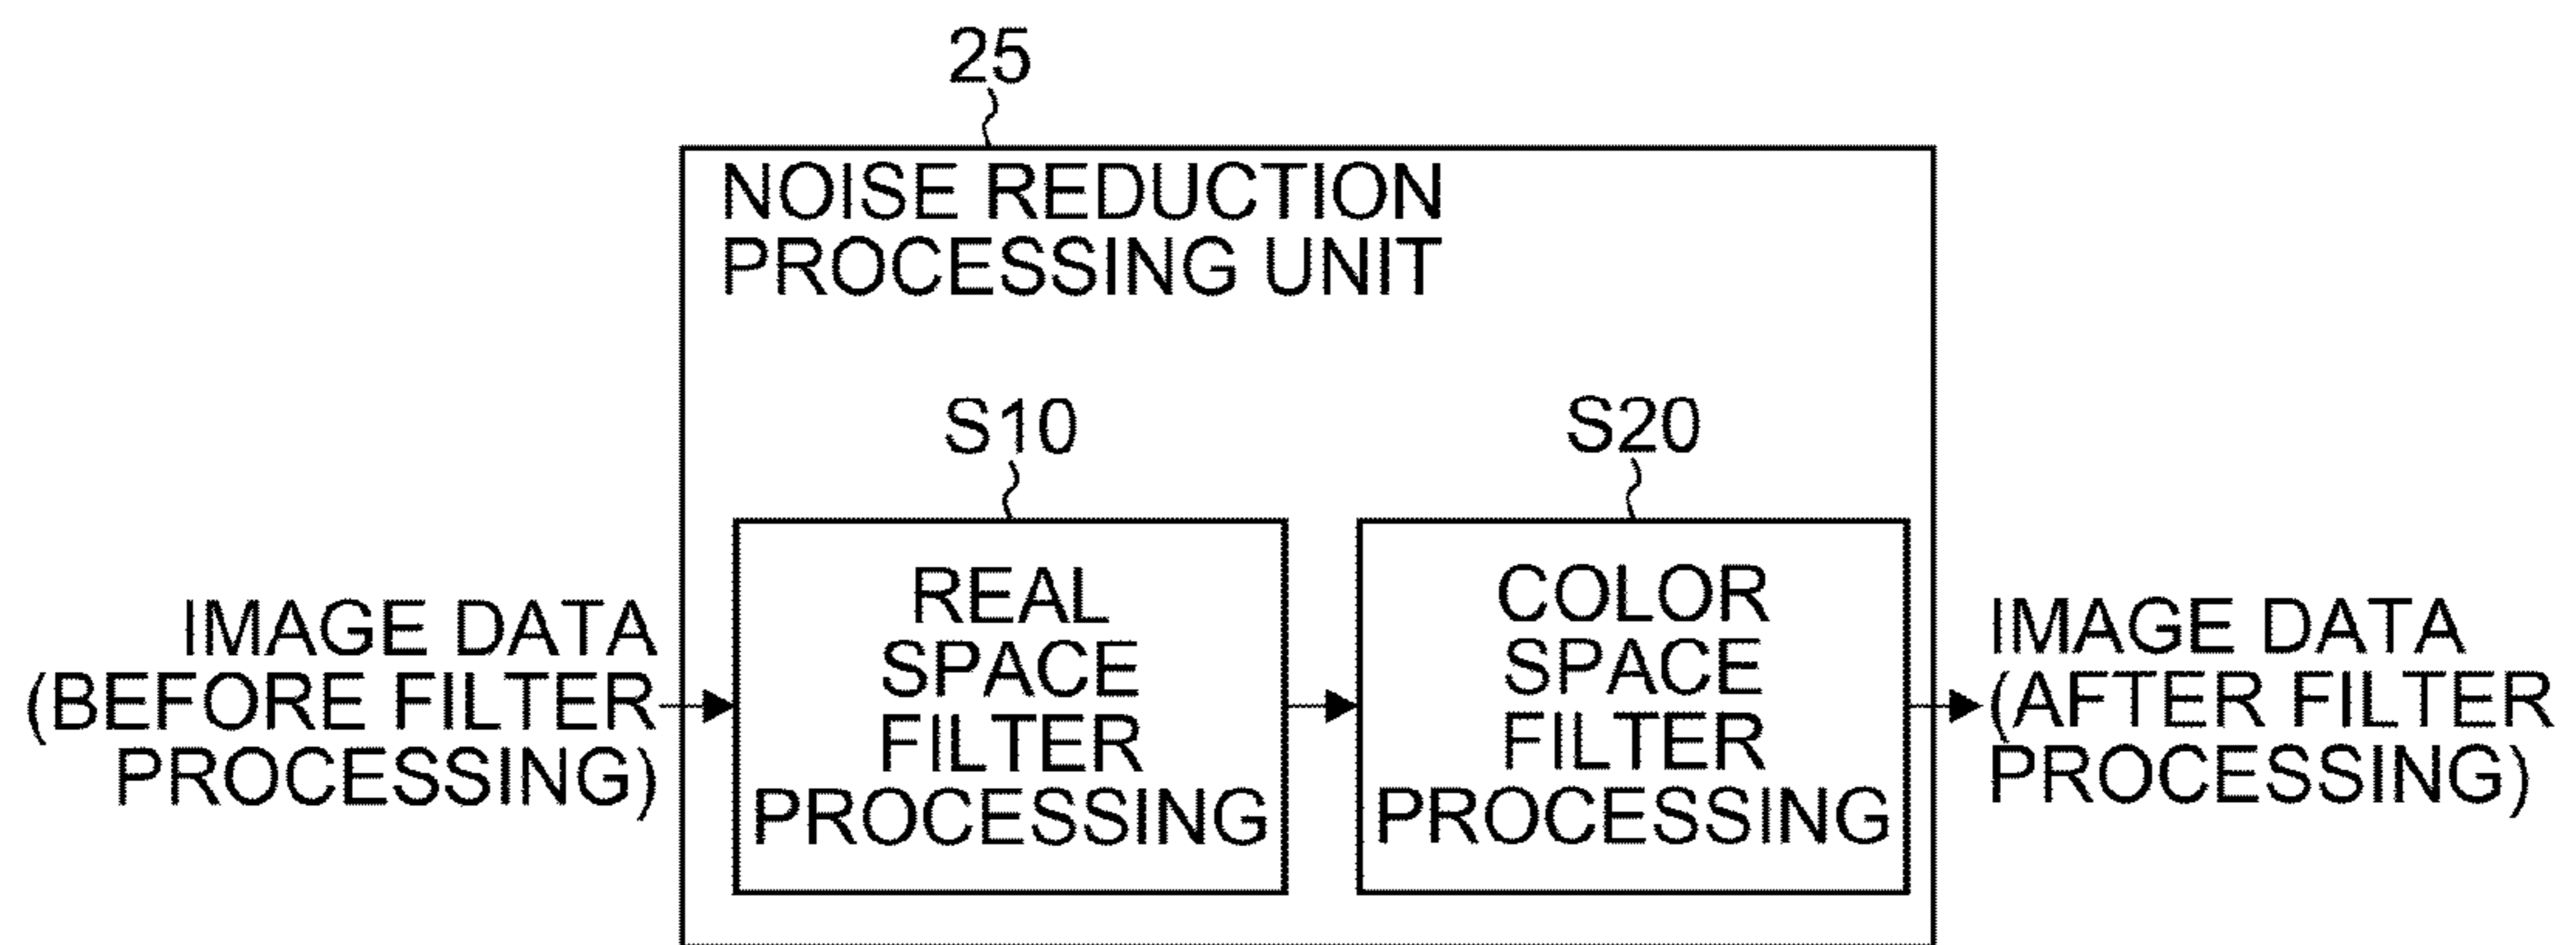 25
NOISE REDUCTION
PROCESSING UNIT
S10
S20
IMAGE DATA
(BEFORE FILTER
PROCESSING)
REAL
SPACE
FILTER
PROCESSING
COLOR
SPACE
FILTER
PROCESSING
IMAGE DATA
(AFTER FILTER
PROCESSING)